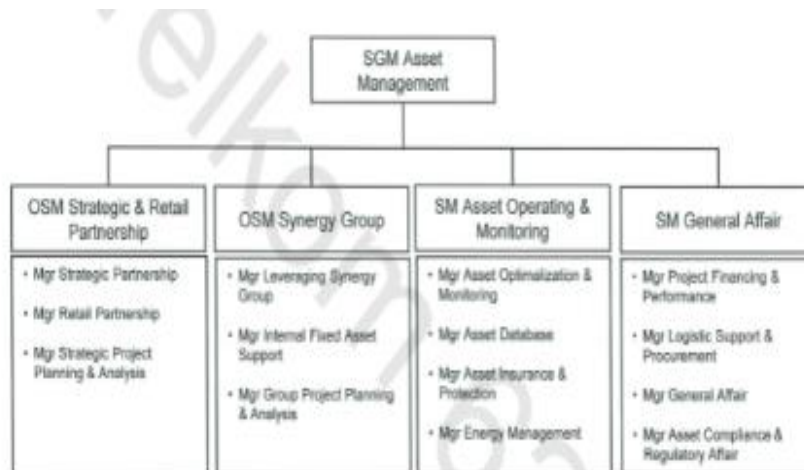 SGM Asset
Management
OSM Strategic & Retail
Partnership
• Mgr Strategic Partnership
• Mgr Retail Partnership
• Mgr Strategic Project
Planning & Analysis
OSM Synergy Group
• Mgr Leveraging Synergy
Group
• Mgr Internal Fixed Asset
Support
• Mgr Group Project Planning
& Analysis
SM Asset Operating &
Monitoring
• Mgr Asset Optimalization &
Monitoring
• Mgr Asset Database
• Mgr Asset Insurance &
Protection
• Mgr Energy Management
SM General Affair
• Mgr Project Financing &
Performance
• Mgr Logistic Support &
Procurement
• Mgr General Affair
• Mgr Asset Compliance &
Regulatory Affair